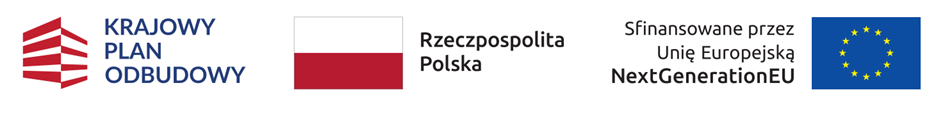 KRAJOWY
PLAN
ODBUDOWY
Rzeczpospolita
Polska
Sfinansowane przez
Unię Europejską
NextGenerationEU